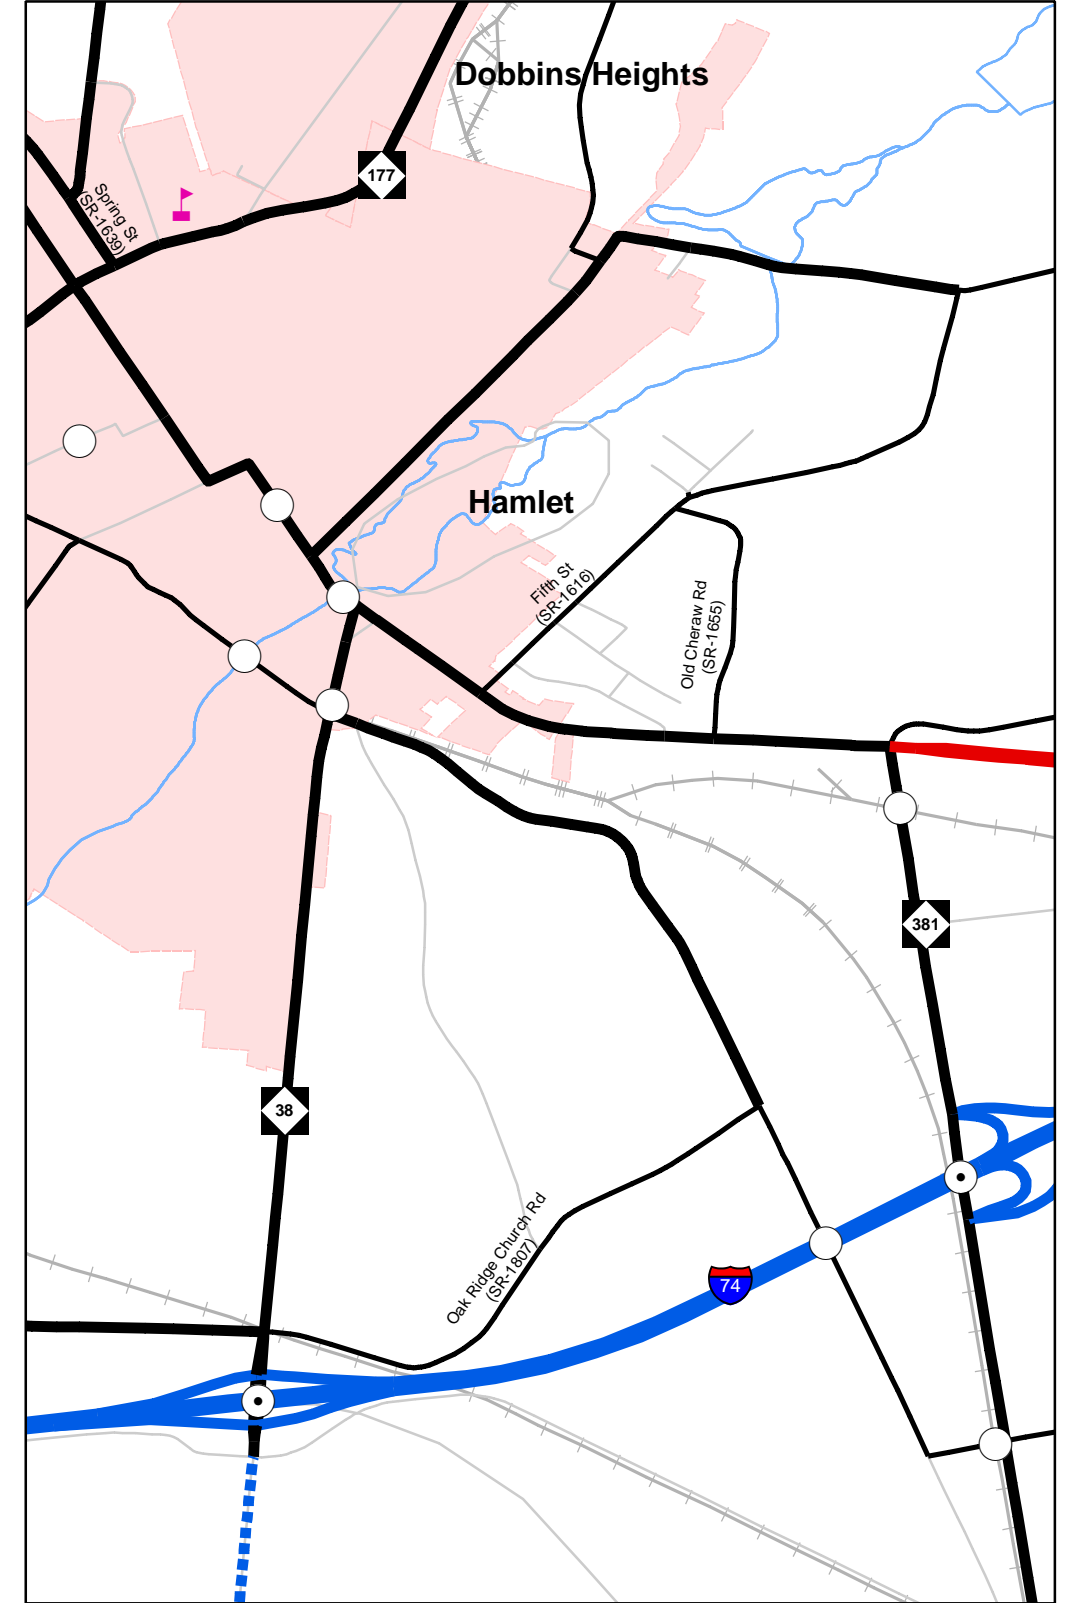 Dobbins Heights
177
Spring St
(SR-1639)
Hamlet
Fifth St
(SR-1616)
Old Cheraw Rd
(SR-1655)
381
38
Oak Ridge Church Rd
(SR-1807)
74